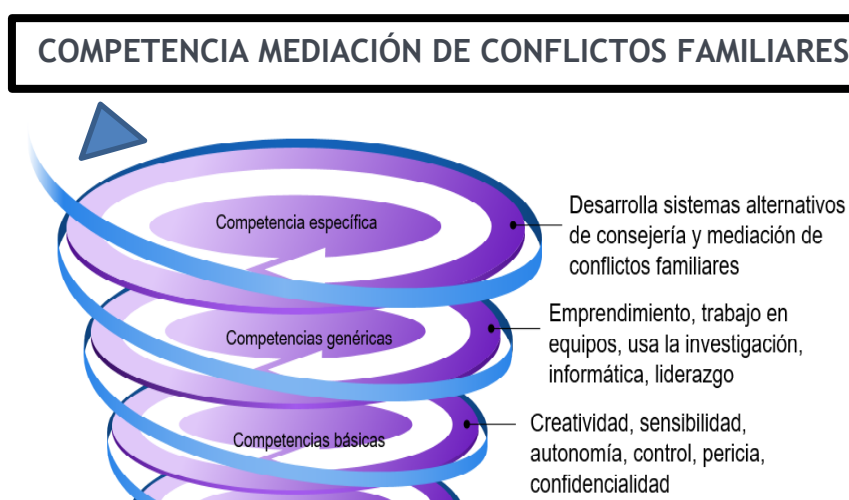 COMPETENCIA MEDIACIÓN DE CONFLICTOS FAMILIARES
Competencia específica
Desarrolla sistemas alternativos
de consejería y mediación de
conflictos familiares
Competencias genéricas
Emprendimiento, trabajo en
equipos, usa la investigación,
informática, liderazgo
Competencias básicas
Creatividad, sensibilidad,
autonomía, control, pericia,
confidencialidad